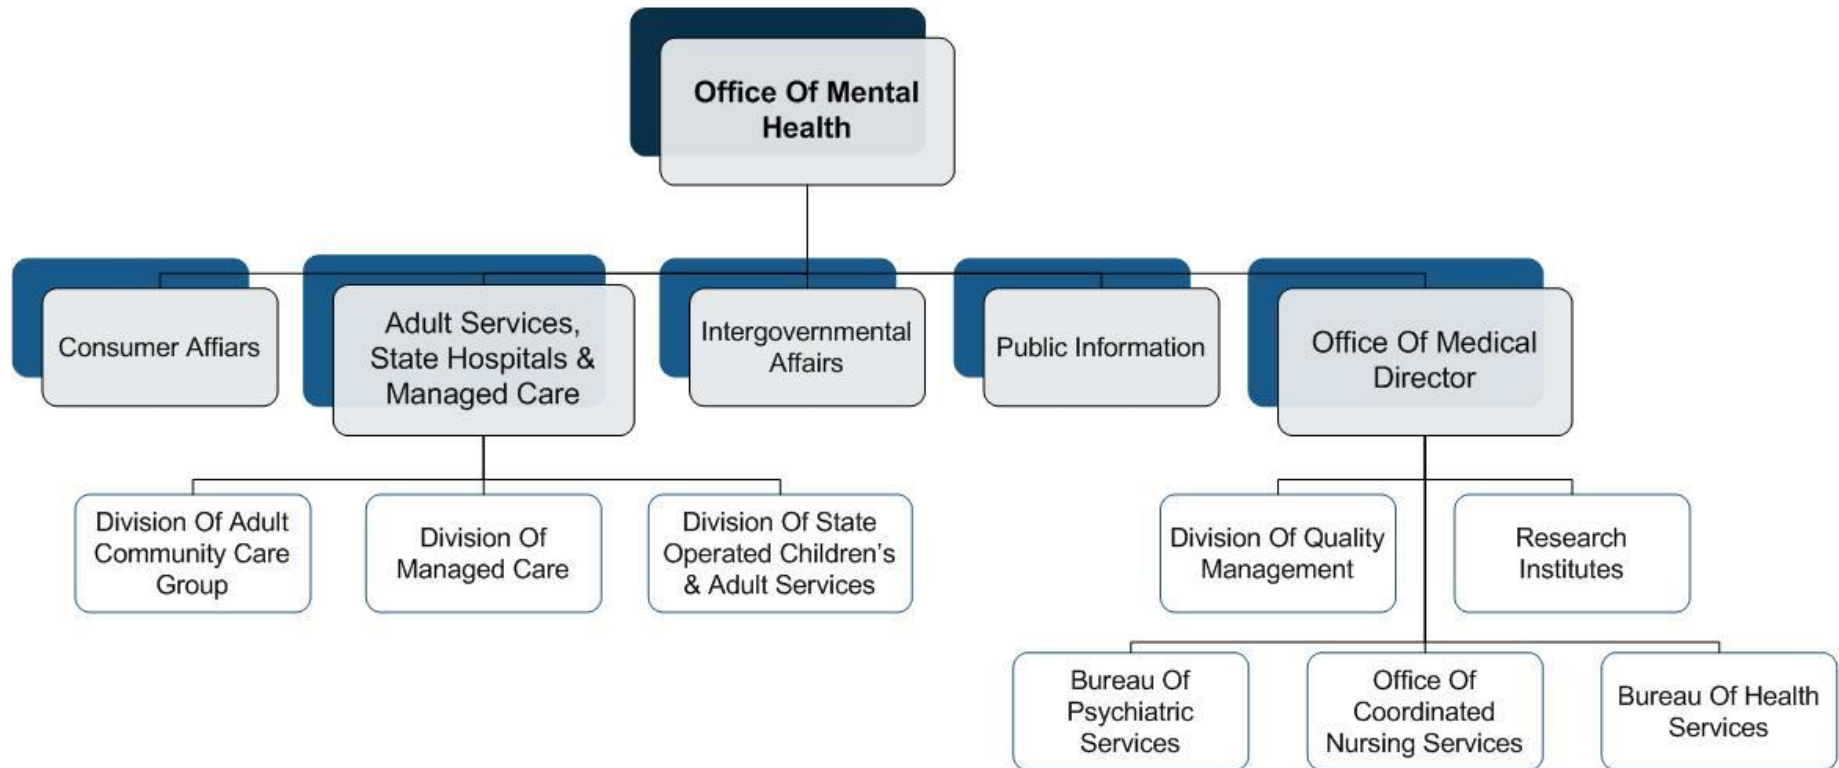 Office Of Mental
Health
Consumer Affiars
Adult Services,
State Hospitals &
Managed Care
Intergovernmental
Affairs
Public Information
Office Of Medical
Director
Division Of Adult
Community Care
Group
Division Of
Managed Care
Division Of State
Operated Children's
& Adult Services
Division Of Quality
Management
Research
Institutes
Bureau Of
Psychiatric
Services
Office Of
Coordinated
Nursing Services
Bureau Of Health
Services